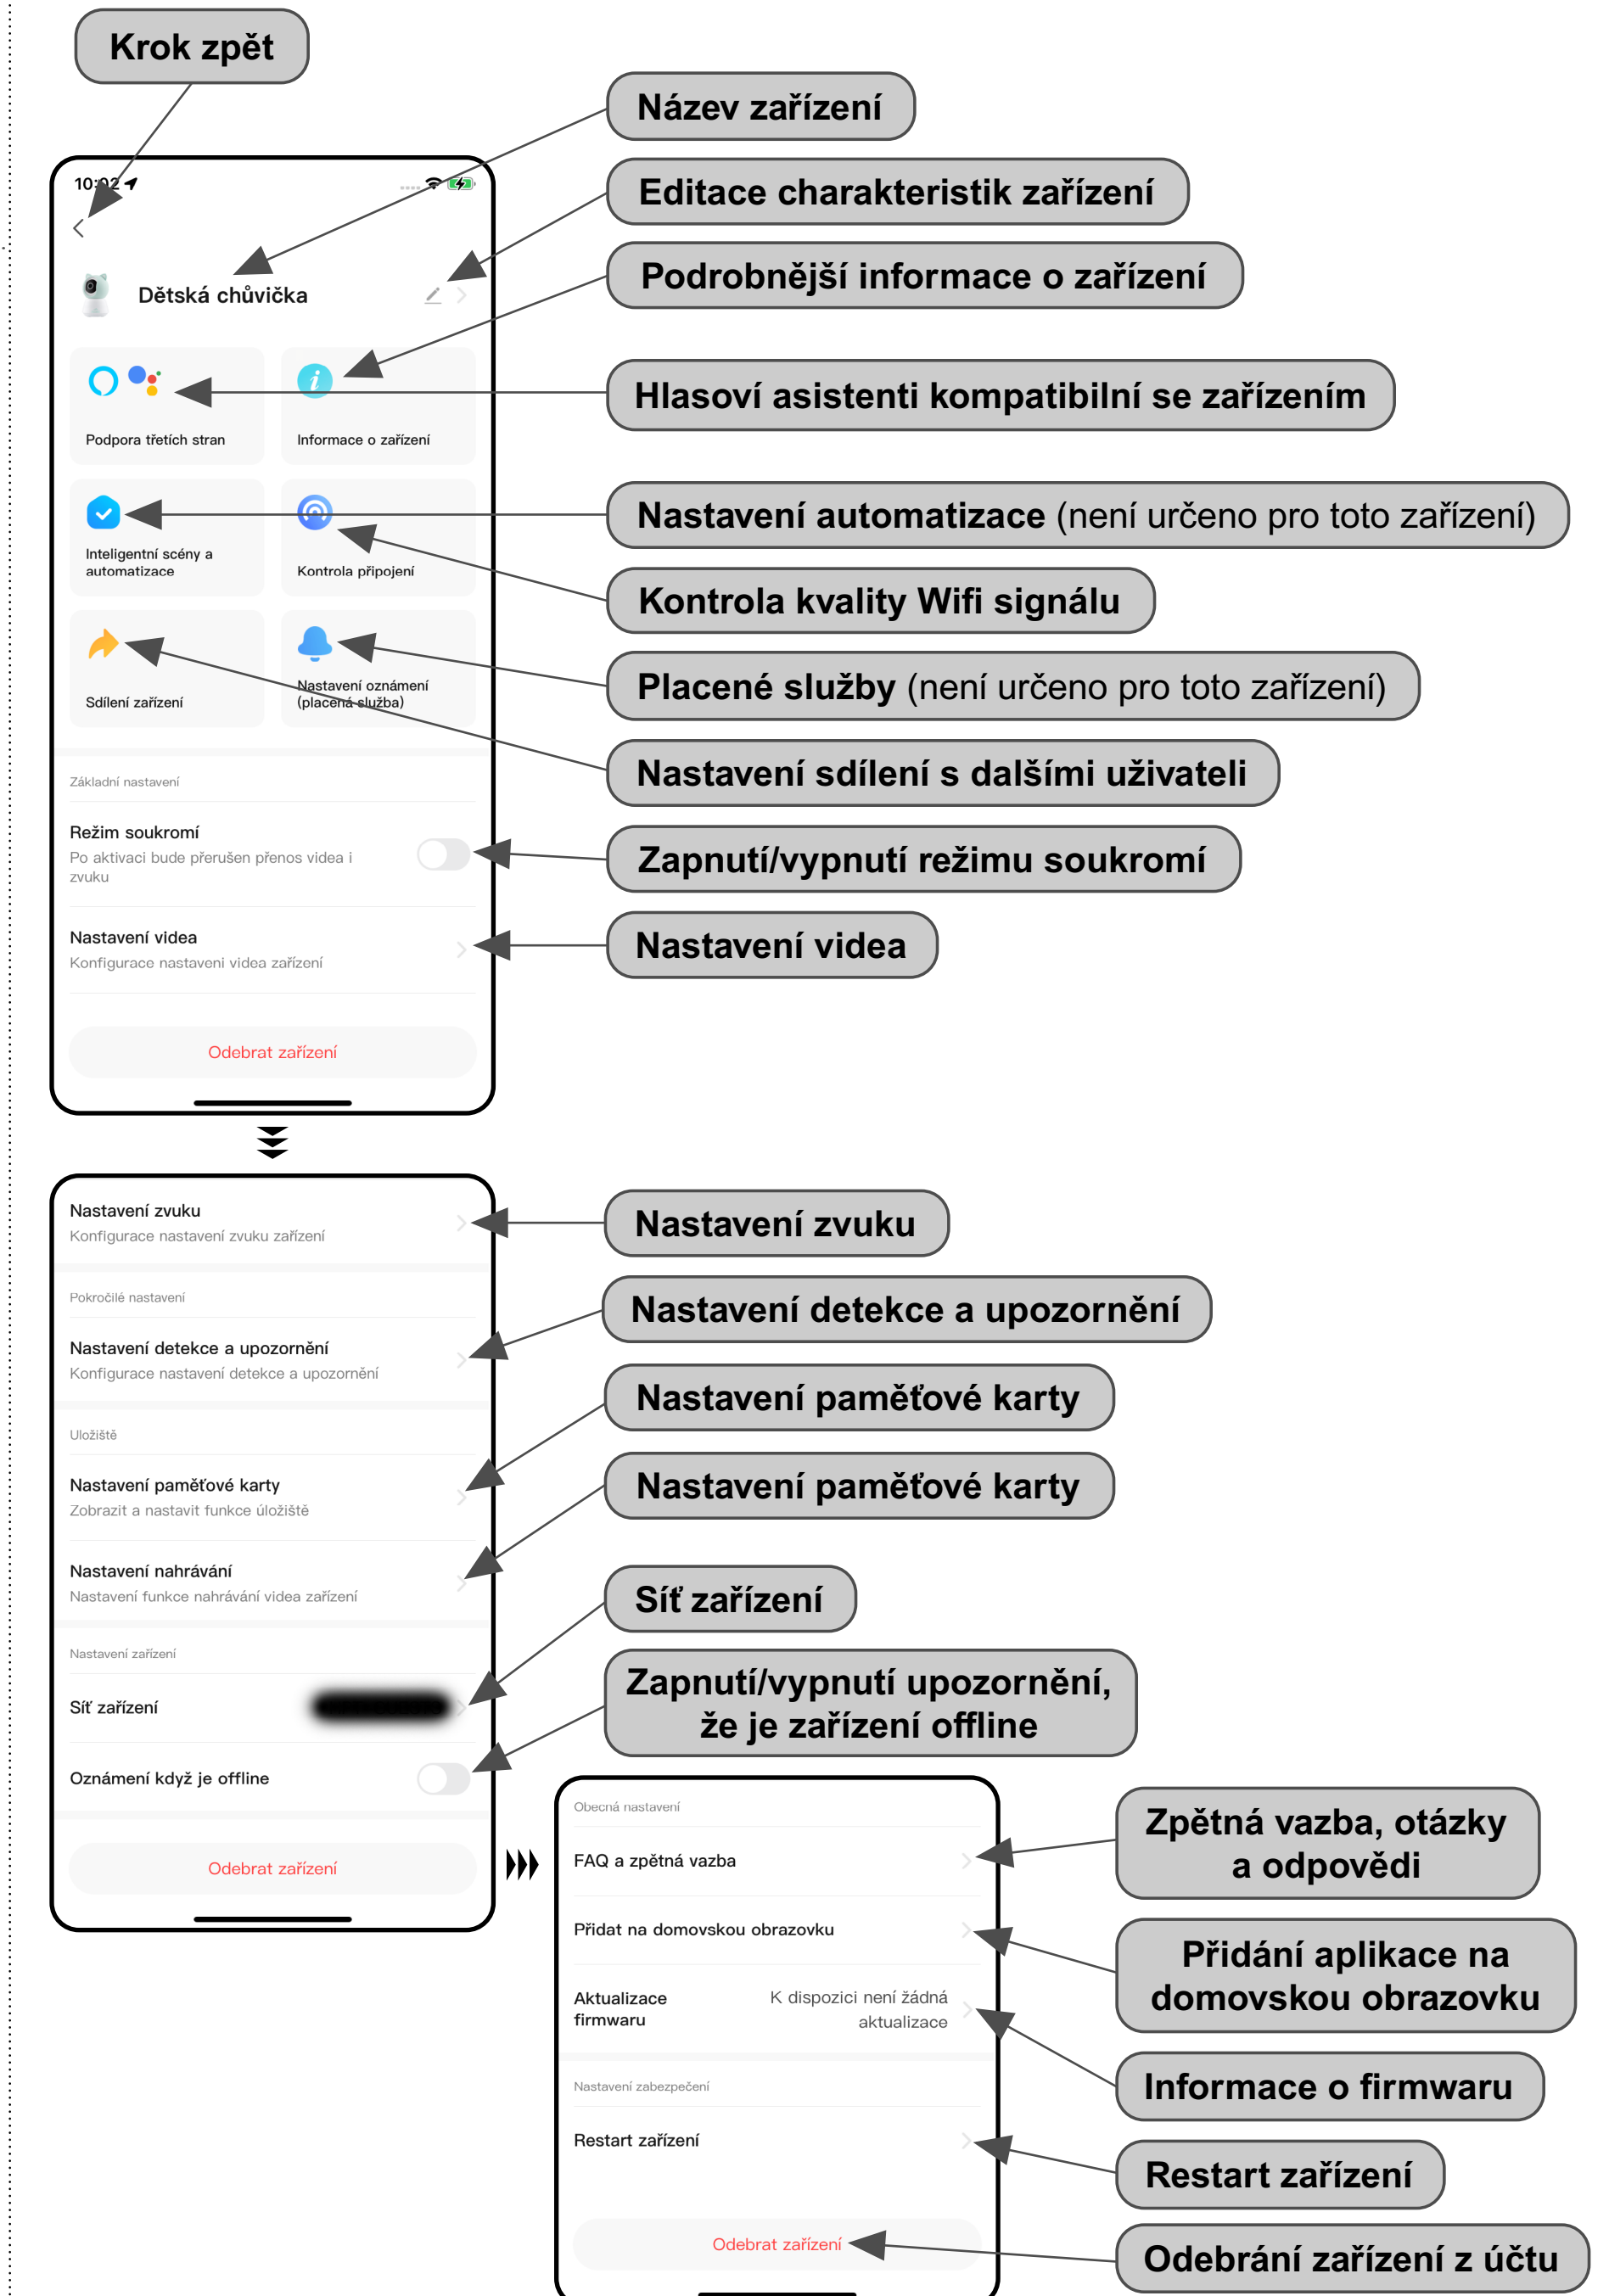 Krok zpět
Název zařízení
Editace charakteristik zařízení
Podrobnější informace o zařízení
Hlasoví asistenti kompatibilní se zařízením
Nastavení automatizace (není určeno pro toto zařízení)
Kontrola kvality Wifi signálu
Placené služby (není určeno pro toto zařízení)
Nastavení sdílení s dalšími uživateli
Zapnutí/vypnutí režimu soukromí
Nastavení videa
10:02
Dětská chůvička
Podpora třetích stran
Informace o zařízení
Inteligentní scény a
automatizace
Kontrola připojení
Sdílení zařízení
Nastavení oznámení
(placená služba)
Základní nastavení
Režim soukromí
Po aktivaci bude přerušen přenos videa i
zvuku
Nastavení videa
Konfigurace nastaveni videa zařízení
Odebrat zařízení
Nastavení zvuku
Konfigurace nastavení zvuku zařízení
Pokročilé nastavení
Nastavení detekce a upozornění
Konfigurace nastavení detekce a upozornění
Uložiště
Nastavení paměťové karty
Zobrazit a nastavit funkce úložiště
Nastavení nahrávání
Nastavení funkce nahrávání videa zařízení
Nastavení zařízení
Síť zařízení
Oznámení když je offline
Odebrat zařízení
Nastavení zvuku
Nastavení detekce a upozornění
Nastavení paměťové karty
Nastavení paměťové karty
Síť zařízení
Zapnutí/vypnutí upozornění,
že je zařízení offline
Obecná nastavení
FAQ a zpětná vazba
Přidat na domovskou obrazovku
Aktualizace
firmwaru
K dispozici není žádná
aktualizace
Nastavení zabezpečení
Restart zařízení
Odebrat zařízení
Zpětná vazba, otázky
a odpovědi
Přidání aplikace na
domovskou obrazovku
Informace o firmwaru
Restart zařízení
Odebrání zařízení z účtu